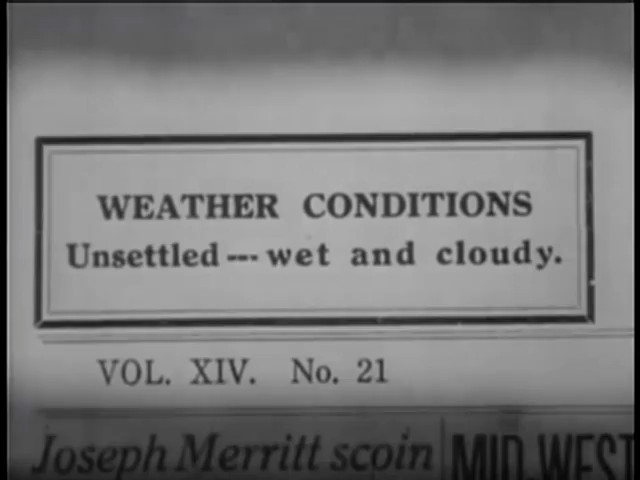 WEATHER CONDITIONS
Unsettled --- wet and cloudy.
VOL. XIV. No. 21
Joseph Merritt scoin
MID-WEST